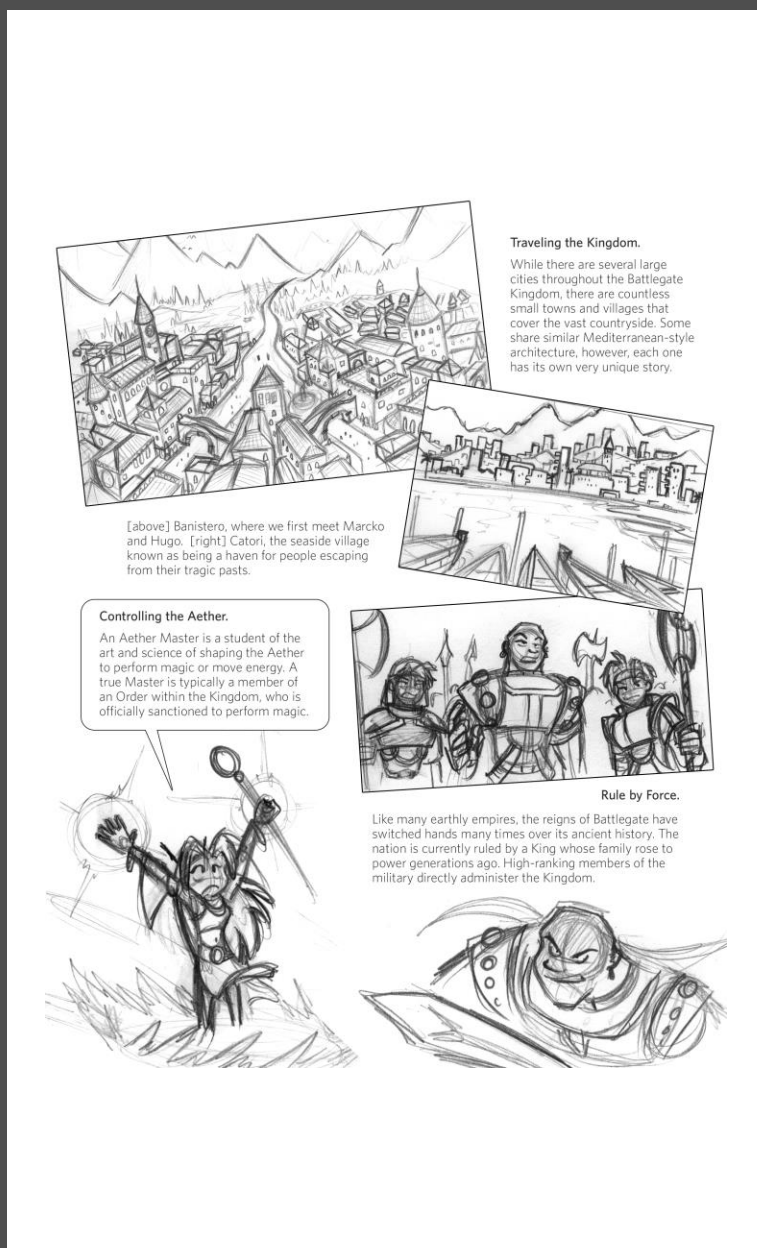 Traveling the Kingdom.
While there are several large
cities throughout the Battlegate
Kingdom, there are countless
small towns and villages that
cover the vast countryside. Some
share similar Mediterranean-style
architecture, however, each one
has its own very unique story.
[above] Banistero, where we first meet Marcko
and Hugo. [right] Catori, the seaside village
known as being a haven for people escaping
from their tragic pasts.
Controlling the Aether.
An Aether Master is a student of the
art and science of shaping the Aether
to perform magic or move energy. A
true Master is typically a member of
an Order within the Kingdom, who is
officially sanctioned to perform magic.
Rule by Force.
Like many earthly empires, the reigns of Battlegate have
switched hands many times over its ancient history. The
nation is currently ruled by a King whose family rose to
power generations ago. High-ranking members of the
military directly administer the Kingdom.